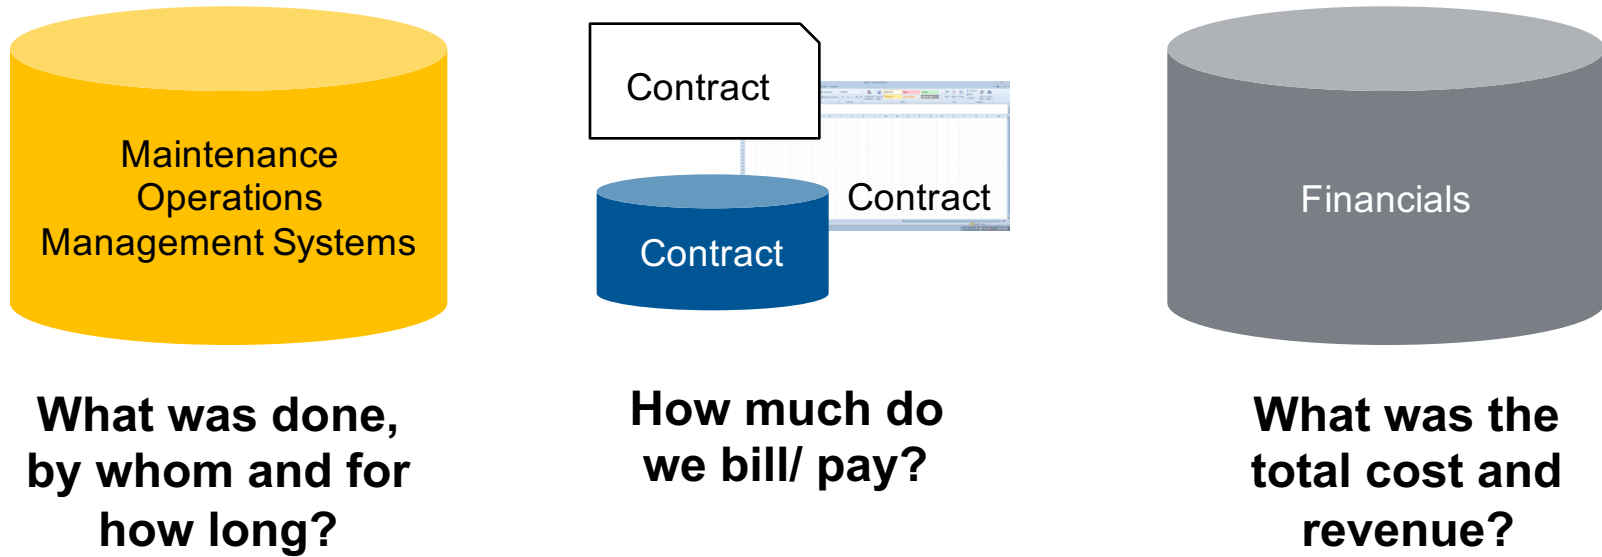 Maintenance
Operations
Management Systems
Contract
Contract
Contract
Financials
What was done,
by whom and for
how long?
How much do
we bill/ pay?
What was the
total cost and
revenue?